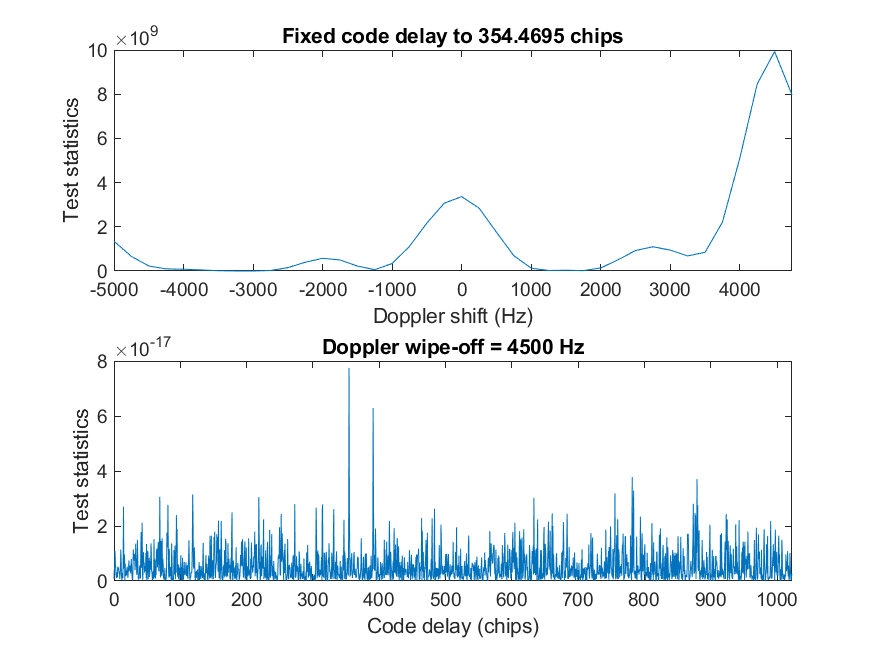 ×10^9
Fixed code delay to 354.4695 chips
10
8
6
4
2
0
Test statistics
-5000 -4000 -3000 -2000 -1000 0 1000 2000 3000 4000
Doppler shift (Hz)
×10^-17
Doppler wipe-off = 4500 Hz
8
6
4
2
0
Test statistics
0 100 200 300 400 500 600 700 800 900 1000
Code delay (chips)